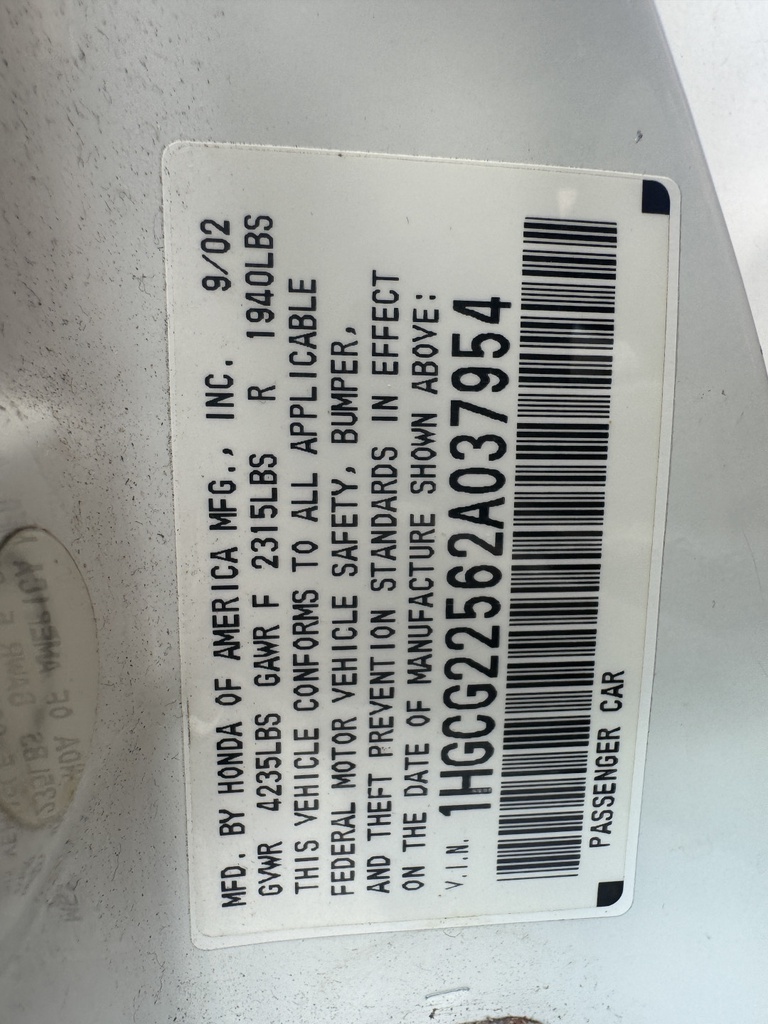 MFD. BY HONDA OF AMERICA MFG., INC. 9/02
GVWR 4235LBS GAWR F 2315LBS R 1940LBS
THIS VEHICLE CONFORMS TO ALL APPLICABLE
FEDERAL MOTOR VEHICLE SAFETY, BUMPER,
AND THEFT PREVENTION STANDARDS IN EFFECT
ON THE DATE OF MANUFACTURE SHOWN ABOVE:
V.I.N. 1HGCG22562A037954
PASSENGER CAR